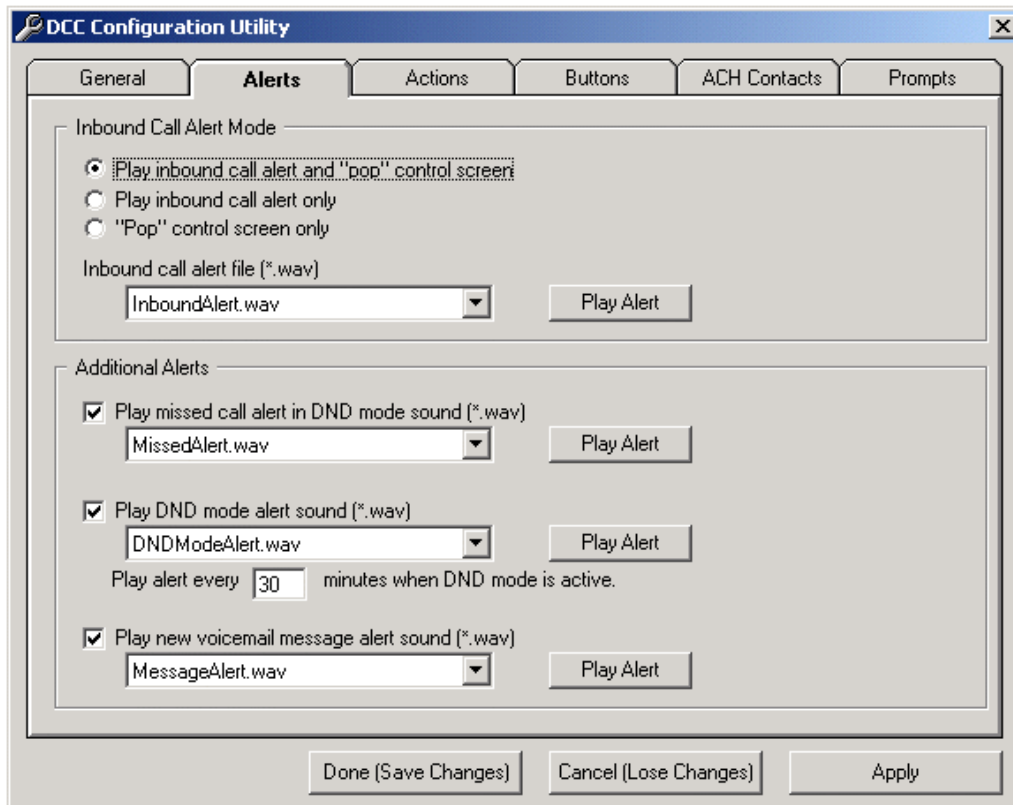 DCC Configuration Utility
General Alerts Actions Buttons ACH Contacts Prompts
Inbound Call Alert Mode
Play inbound call alert and "pop" control screen
Play inbound call alert only
"Pop" control screen only
Inbound call alert file (*.wav)
InboundAlert.wav Play Alert
Additional Alerts
Play missed call alert in DND mode sound (*.wav)
MissedAlert.wav Play Alert
Play DND mode alert sound (*.wav)
DNDModeAlert.wav Play Alert
Play alert every 30 minutes when DND mode is active.
Play new voicemail message alert sound (*.wav)
MessageAlert.wav Play Alert
Done (Save Changes) Cancel (Lose Changes) Apply